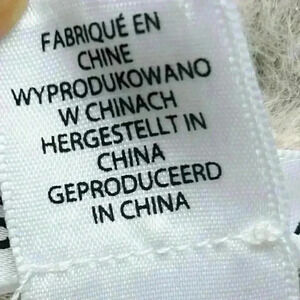 FABRIQUÉ EN
CHINE
WYPRODUKOWANO
W CHINACH
HERGESTELLT IN
CHINA
GEPRODUCEERD
IN CHINA